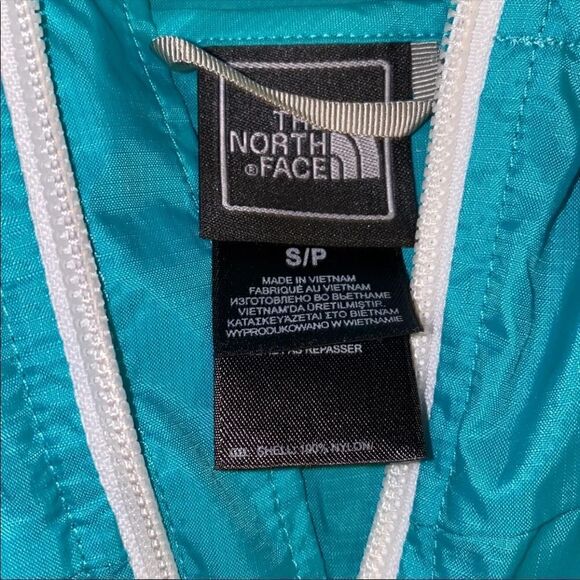 THE
NORTH
®FACE
S/P
MADE IN VIETNAM
FABRIQUÉ AU VIETNAM
ИЗГОТОВЛЕНО ВО ВЬЕТНАМЕ
VIETNAM'DA ÜRETILMIŞTIR.
ΚΑΤΑΣΚΕΥΑΖΕΤΑΙ ΣΤΟ ΒΙΕΤΝΑΜ
WYPRODUKOWANO W WIETNAMIE
PAS REPASSER
SHELL: 100% NYLON.